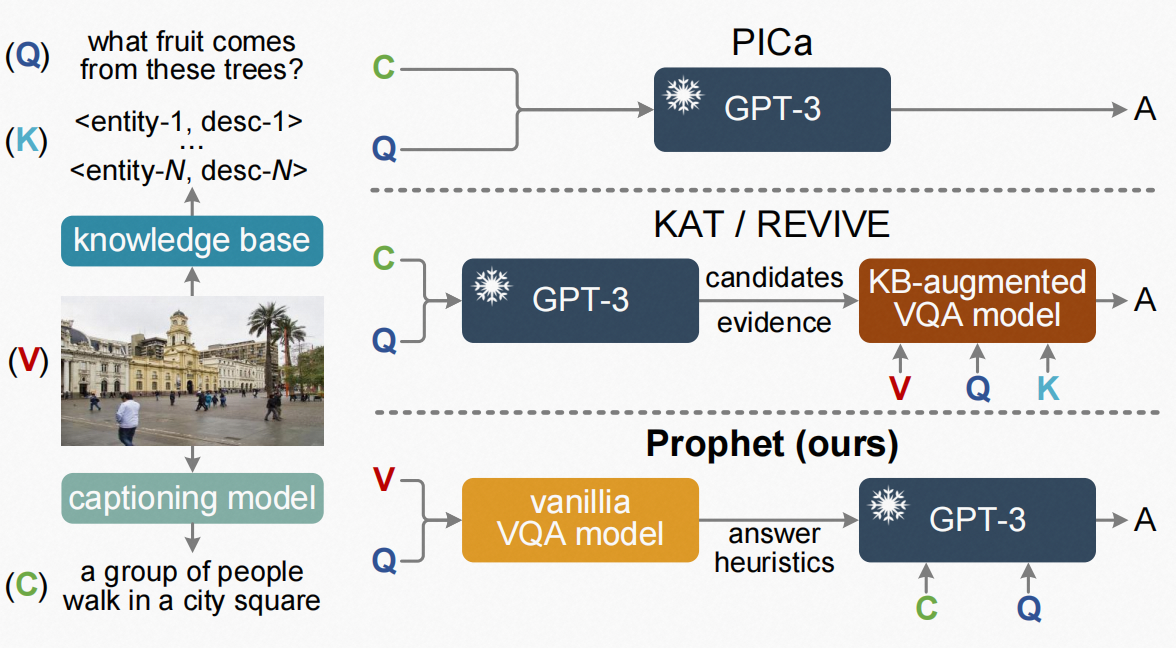 (Q) what fruit comes
from these trees?
(K) <entity-1, desc-1>
...
<entity-N, desc-N>
knowledge base
(V)
captioning model
(C) a group of people
walk in a city square
PICa
C
Q
GPT-3
A
KAT / REVIVE
C
Q
GPT-3
candidates
evidence
KB-augmented
VQA model
A
V Q K
Prophet (ours)
V
Q
vanillia
VQA model
answer
heuristics
GPT-3
A
C Q